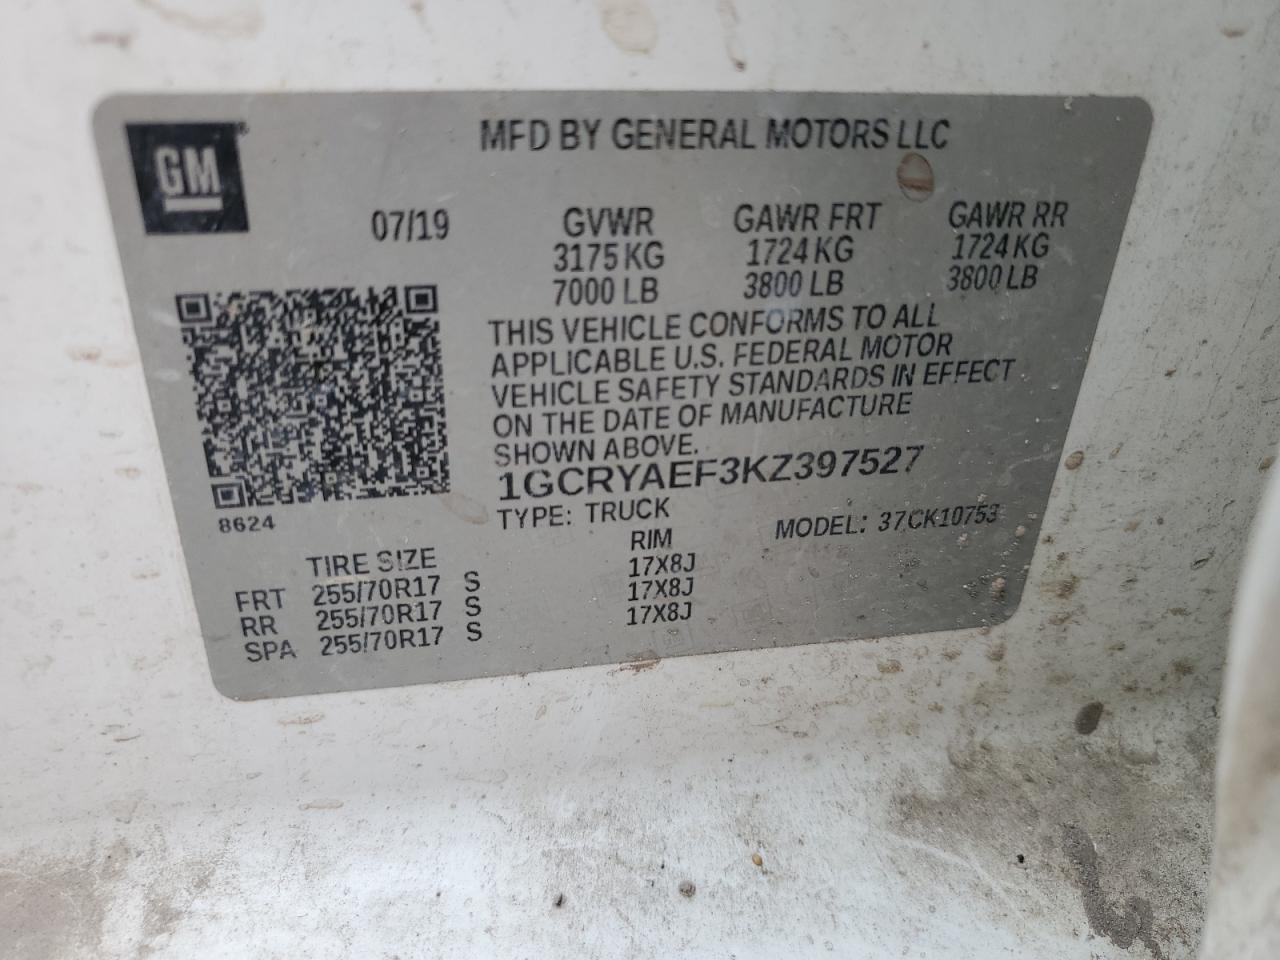 GM
MFD BY GENERAL MOTORS LLC
07/19
GVWR GAWR FRT GAWR RR
3175 KG 1724 KG 1724 KG
7000 LB 3800 LB 3800 LB
THIS VEHICLE CONFORMS TO ALL
APPLICABLE U.S. FEDERAL MOTOR
VEHICLE SAFETY STANDARDS IN EFFECT
ON THE DATE OF MANUFACTURE
SHOWN ABOVE.
1GCRYAEF3KZ397527
8624
TYPE: TRUCK MODEL: 37CK10753
TIRE SIZE RIM
FRT 255/70R17 S 17X8J
RR 255/70R17 S 17X8J
SPA 255/70R17 S 17X8J